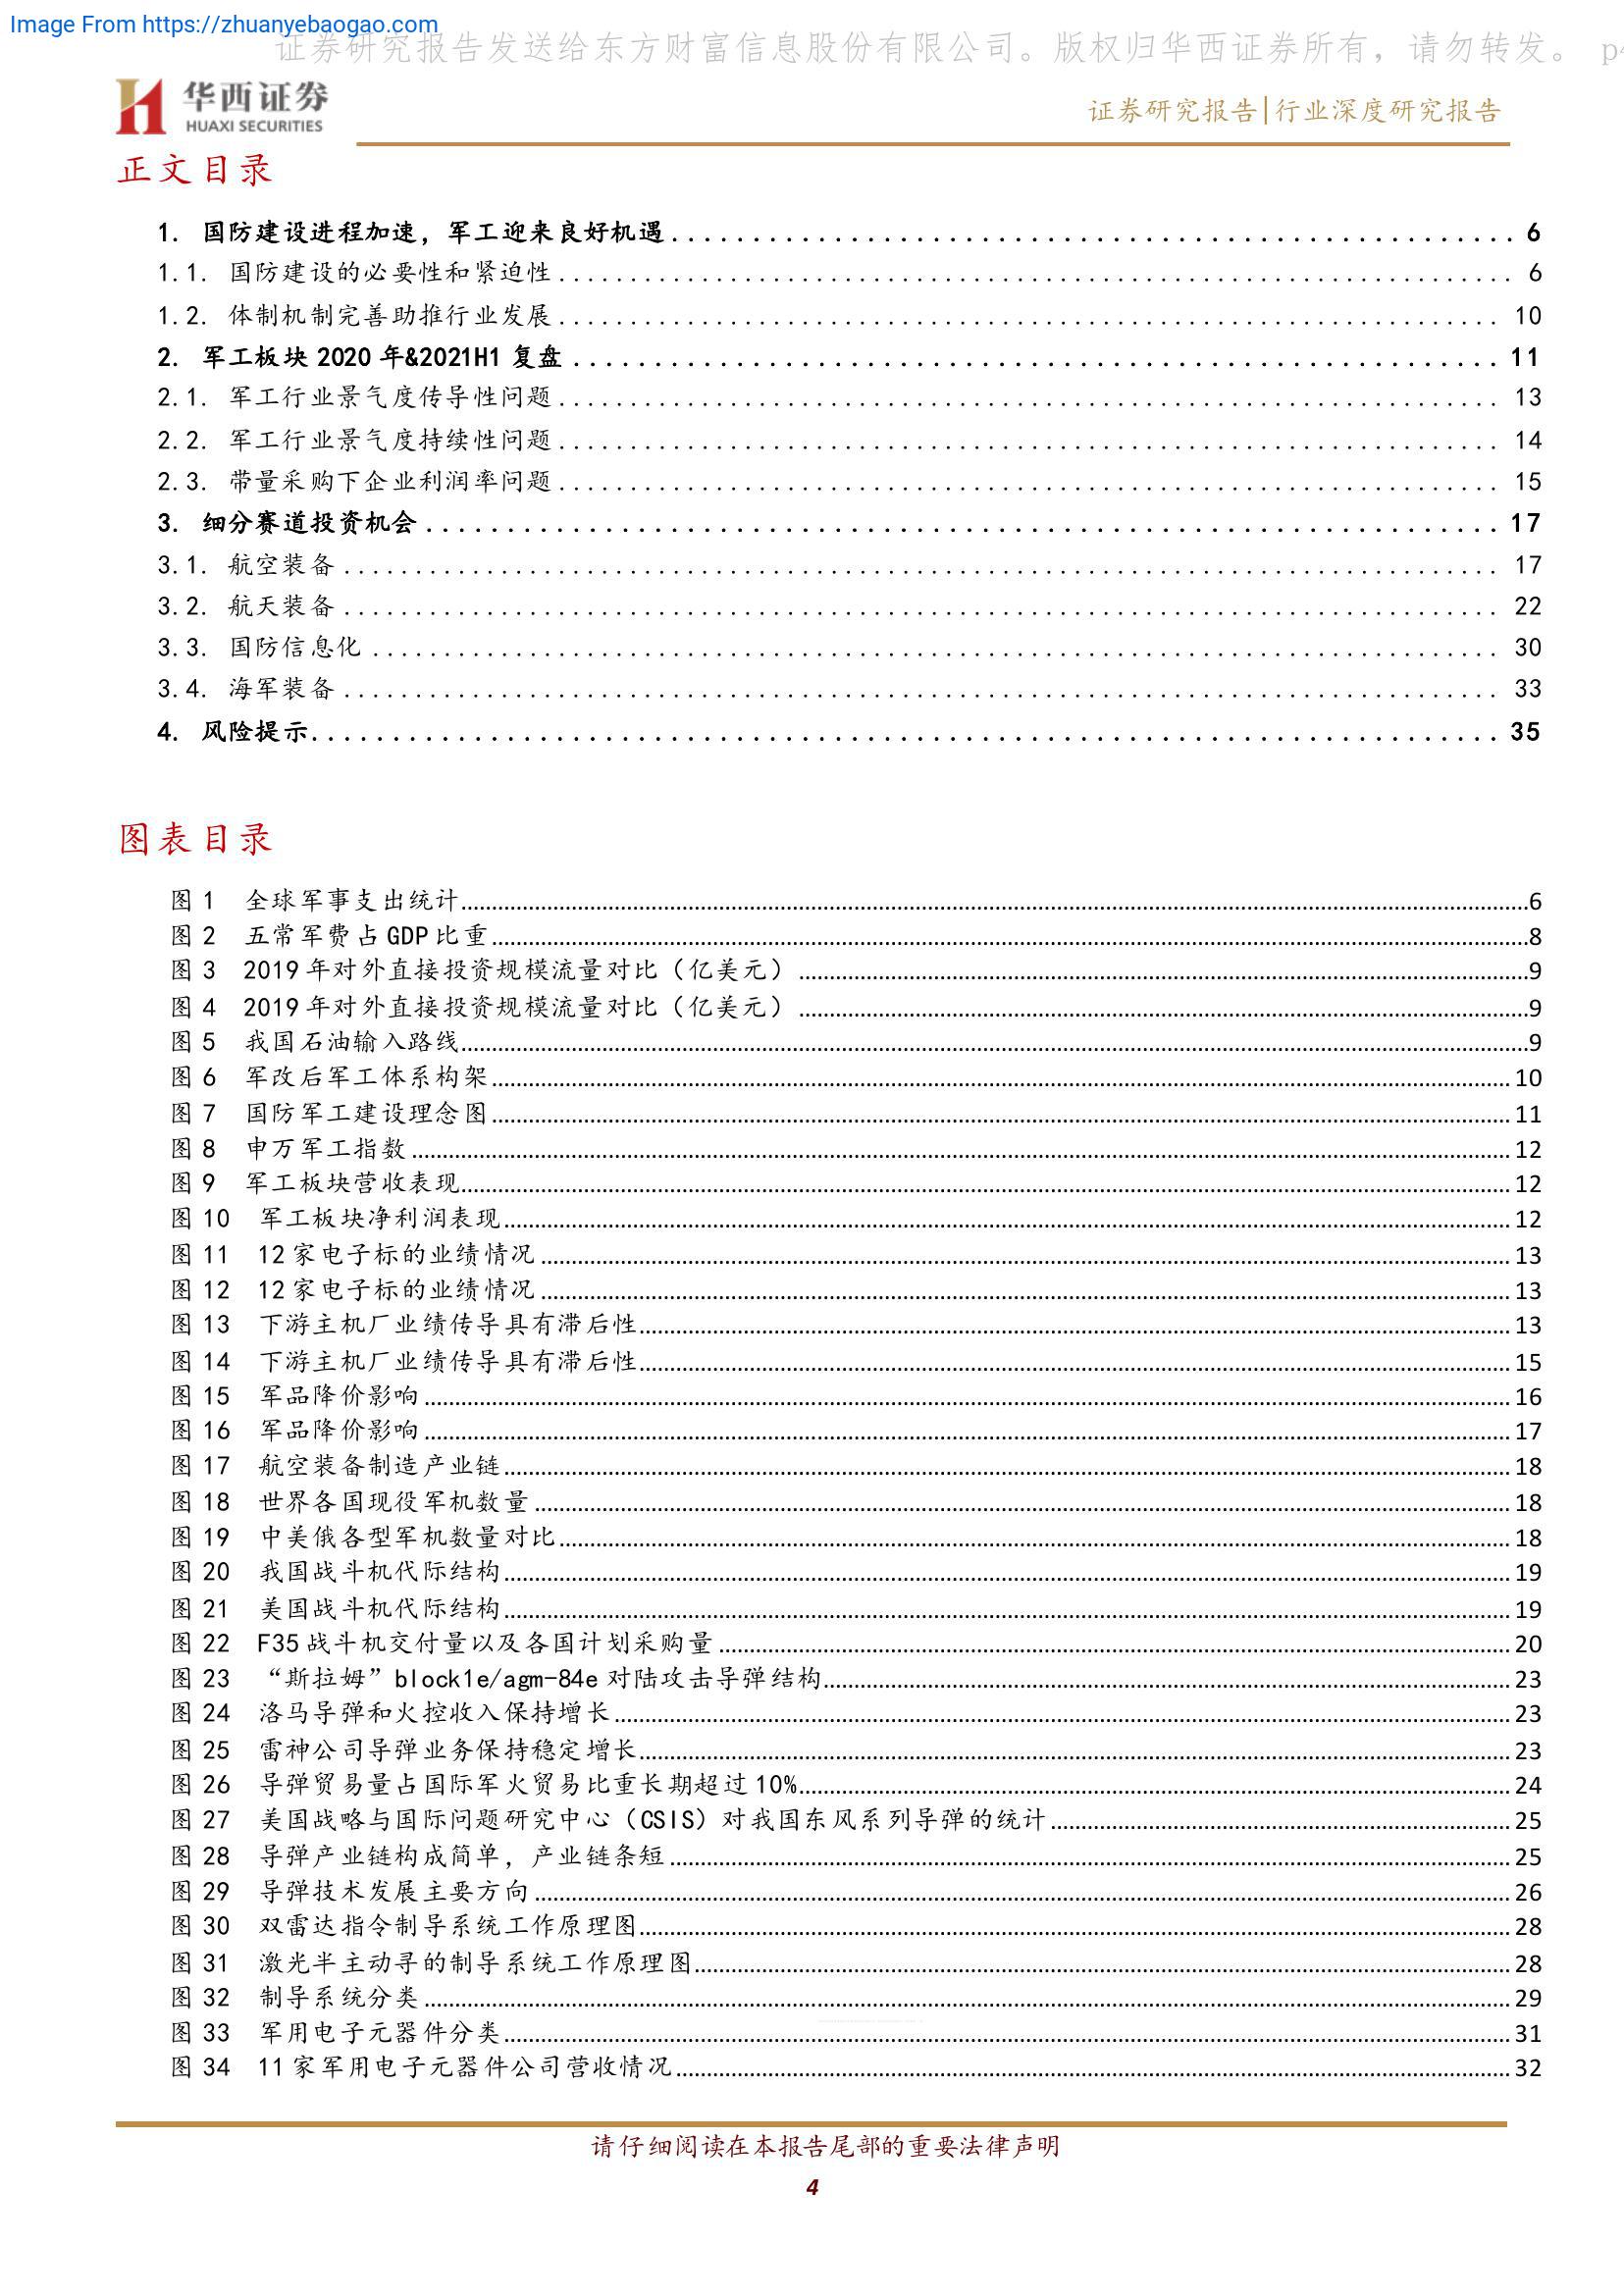 Image From https://zhuanyebaogao.com
证券研究报告发送给东方财富信息股份有限公司。版权归华西证券所有，请勿转发。 p4
华西证券
HUAXI SECURITIES
证券研究报告|行业深度研究报告
正文目录
1. 国防建设进程加速，军工迎来良好机遇 6
1.1. 国防建设的必要性和紧迫性 6
1.2. 体制机制完善助推行业发展 10
2. 军工板块 2020 年&2021H1 复盘 11
2.1. 军工行业景气度传导性问题 13
2.2. 军工行业景气度持续性问题 14
2.3. 带量采购下企业利润率问题 15
3. 细分赛道投资机会 17
3.1. 航空装备 17
3.2. 航天装备 22
3.3. 国防信息化 30
3.4. 海军装备 33
4. 风险提示 35
图表目录
图 1 全球军事支出统计 6
图 2 五常军费占 GDP 比重 8
图 3 2019 年对外直接投资规模流量对比（亿美元） 9
图 4 2019 年对外直接投资规模流量对比（亿美元） 9
图 5 我国石油输入路线 9
图 6 军改后军工体系构架 10
图 7 国防军工建设理念图 11
图 8 申万军工指数 12
图 9 军工板块营收表现 12
图 10 军工板块净利润表现 12
图 11 12 家电子标的业绩情况 13
图 12 12 家电子标的业绩情况 13
图 13 下游主机厂业绩传导具有滞后性 13
图 14 下游主机厂业绩传导具有滞后性 15
图 15 军品降价影响 16
图 16 军品降价影响 17
图 17 航空装备制造产业链 18
图 18 世界各国现役军机数量 18
图 19 中美俄各型军机数量对比 18
图 20 我国战斗机代际结构 19
图 21 美国战斗机代际结构 19
图 22 F35 战斗机交付量以及各国计划采购量 20
图 23 “斯拉姆”block1e/agm-84e 对陆攻击导弹结构 23
图 24 洛马导弹和火控收入保持增长 23
图 25 雷神公司导弹业务保持稳定增长 23
图 26 导弹贸易量占国际军火贸易比重长期超过 10% 24
图 27 美国战略与国际问题研究中心（CSIS）对我国东风系列导弹的统计 25
图 28 导弹产业链构成简单，产业链条短 25
图 29 导弹技术发展主要方向 26
图 30 双雷达指令制导系统工作原理图 28
图 31 激光半主动寻的制导系统工作原理图 28
图 32 制导系统分类 29
图 33 军用电子元器件分类 31
图 34 11 家军用电子元器件公司营收情况 32
请仔细阅读在本报告尾部的重要法律声明
4